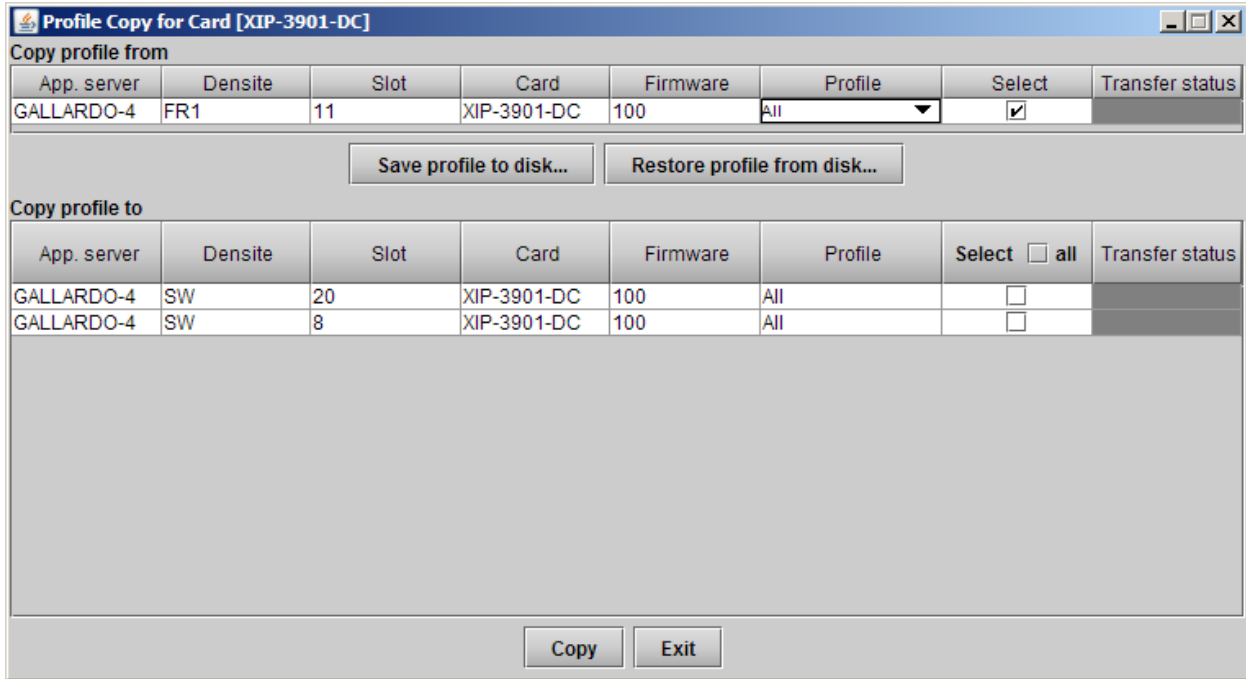 Profile Copy for Card [XIP-3901-DC]
Copy profile from
App. server Densite Slot Card Firmware Profile Select Transfer status
GALLARDO-4 FR1 11 XIP-3901-DC 100 All
Save profile to disk... Restore profile from disk...
Copy profile to
App. server Densite Slot Card Firmware Profile Select all Transfer status
GALLARDO-4 SW 20 XIP-3901-DC 100 All
GALLARDO-4 SW 8 XIP-3901-DC 100 All
Copy Exit